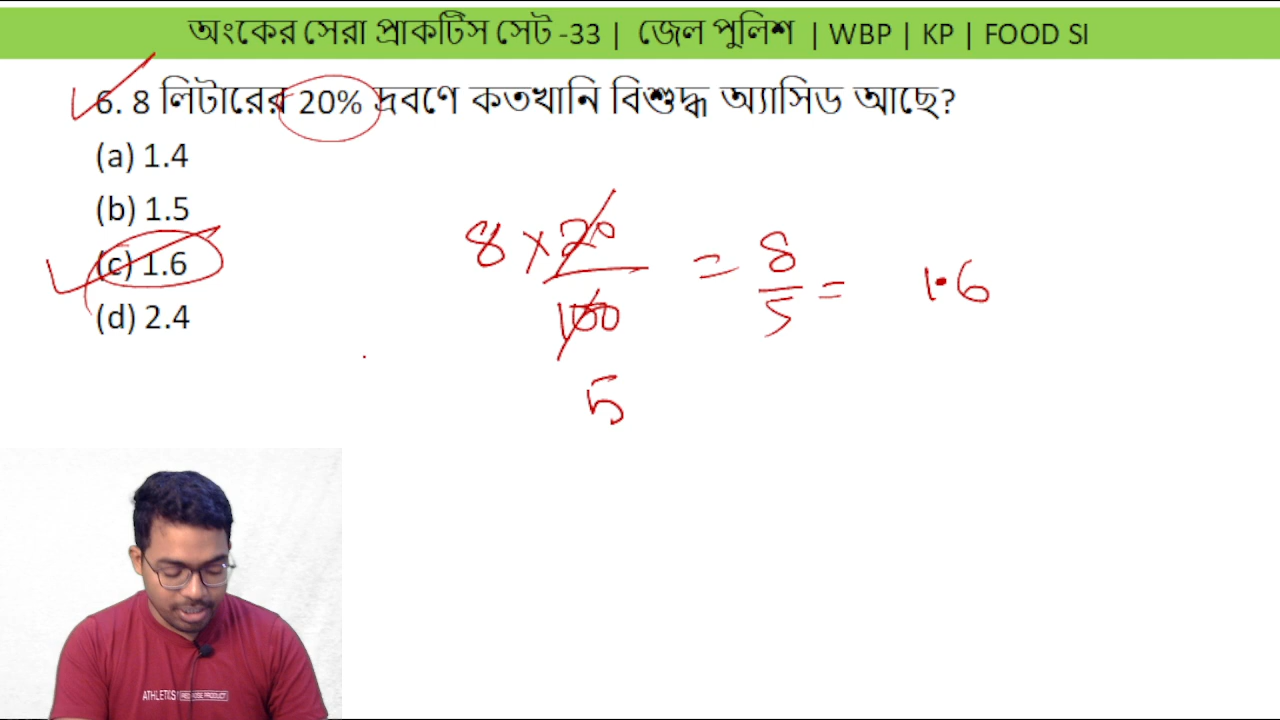 অংকের সেরা প্রাকটিস সেট -33 | জেল পুলিশ | WBP | KP | FOOD SI
6. 8 লিটারের 20% দ্রবণে কতখানি বিশুদ্ধ অ্যাসিড আছে?
(a) 1.4
(b) 1.5
(c) 1.6
(d) 2.4
8 × 20/100 = 8/5 = 1.6
5
ATHLETICS